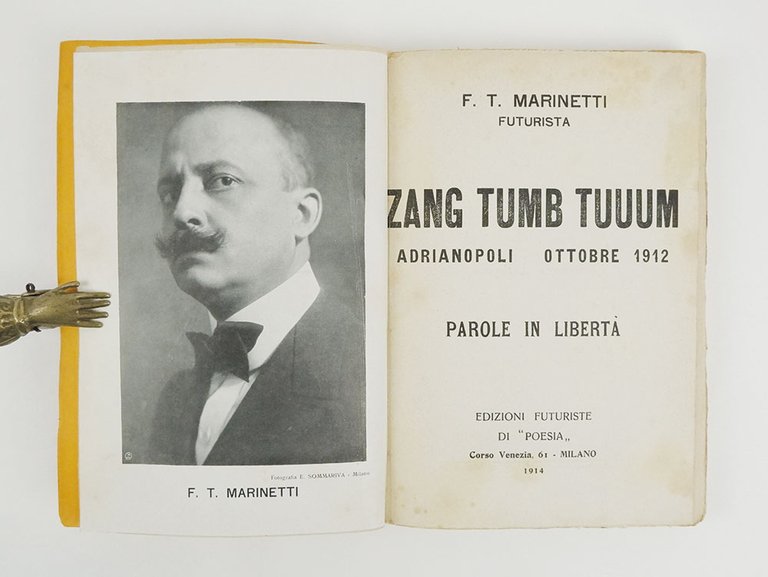 Fotografia E. SOMMARIVA - Milano
F. T. MARINETTI
F. T. MARINETTI
FUTURISTA
ZANG TUMB TUUUM
ADRIANOPOLI OTTOBRE 1912
PAROLE IN LIBERTÀ
EDIZIONI FUTURISTE
DI "POESIA„
Corso Venezia, 61 - MILANO
1914